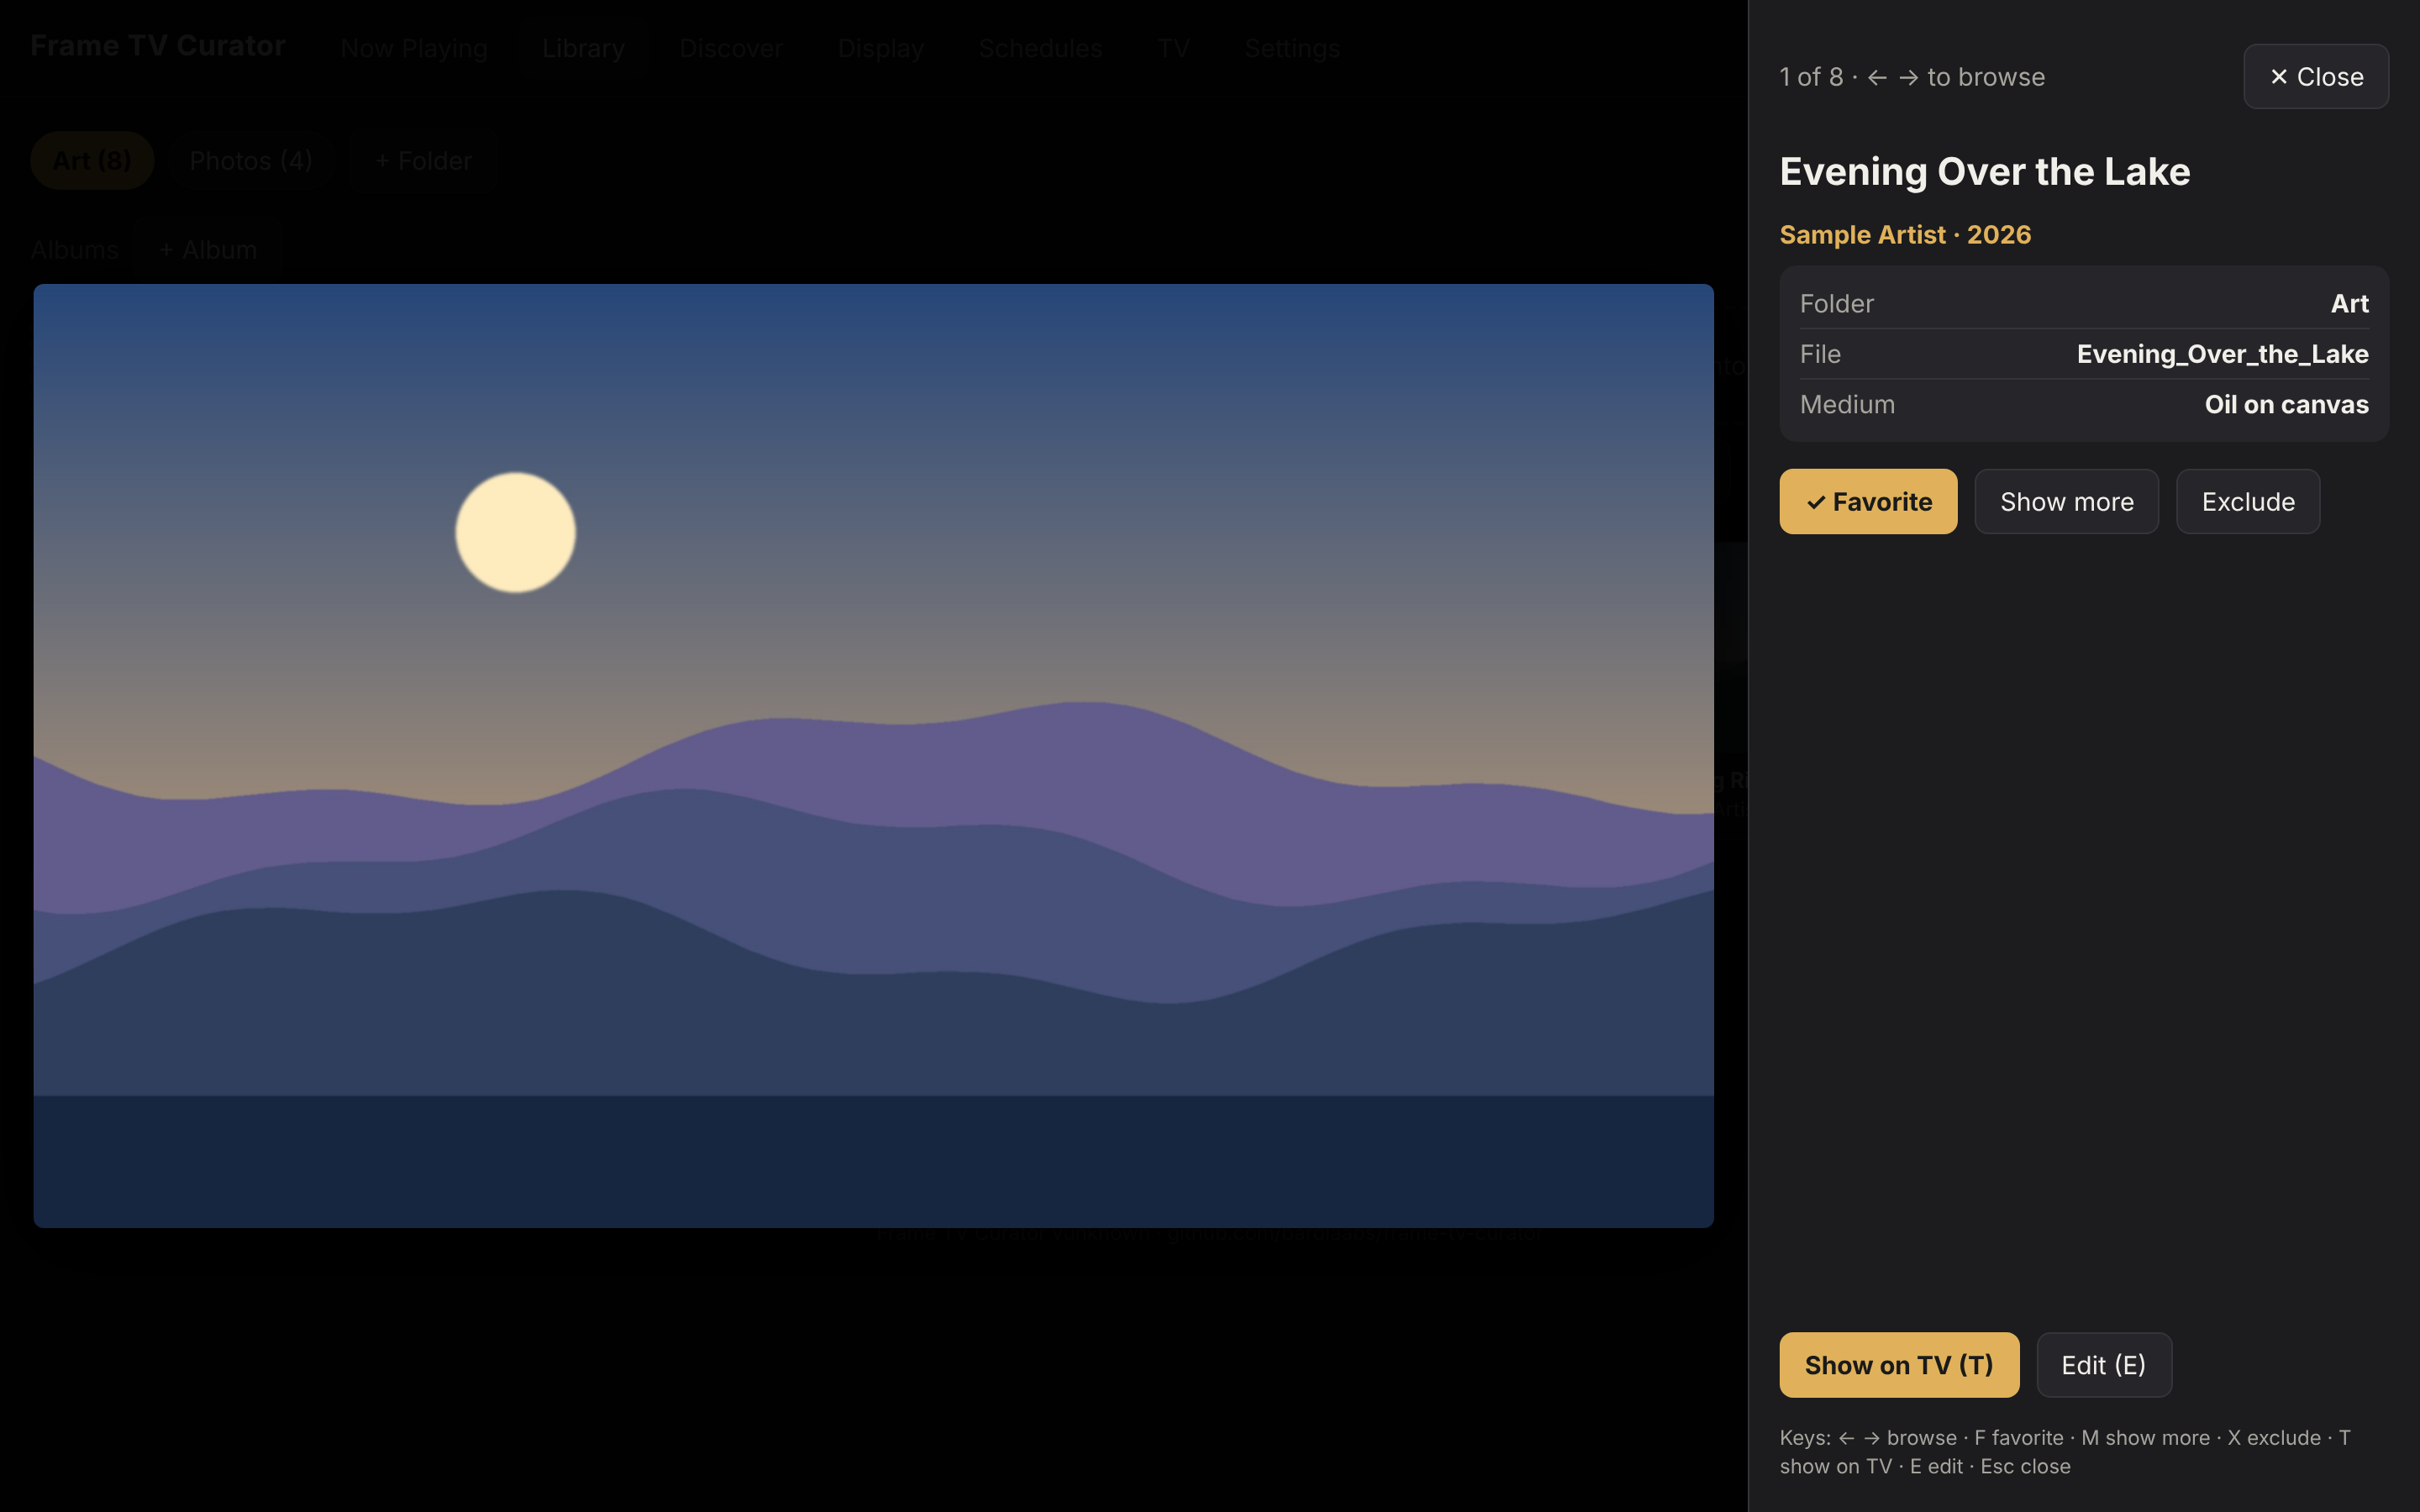 Frame TV Curator Now Playing Library Discover Display Schedules TV Settings
Art (8) Photos (4) + Folder
Albums + Album
1 of 8 · ← → to browse
✕ Close
Evening Over the Lake
Sample Artist · 2026
Folder Art
File Evening_Over_the_Lake
Medium Oil on canvas
✓ Favorite Show more Exclude
Show on TV (T) Edit (E)
Keys: ← → browse · F favorite · M show more · X exclude · T
show on TV · E edit · Esc close